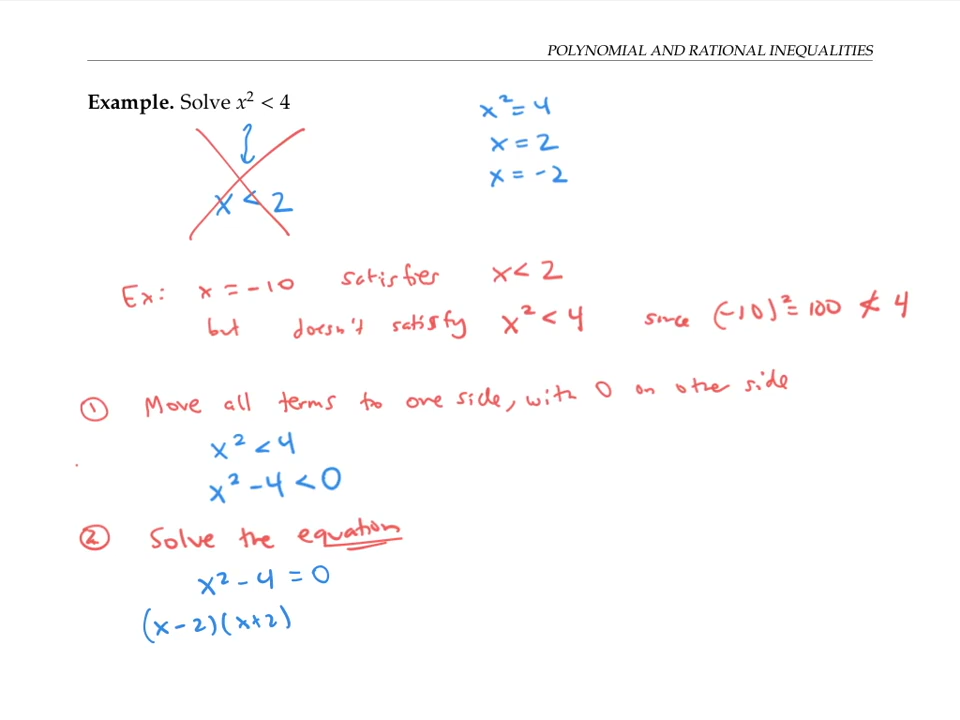 POLYNOMIAL AND RATIONAL INEQUALITIES
Example. Solve x² < 4
x < 2
x² = 4
x = 2
x = -2
Ex: x = -10 satisfies x < 2
but doesn't satisfy x² < 4 since (-10)² = 100 ≮ 4
① Move all terms to one side, with 0 on other side
x² < 4
x² - 4 < 0
② Solve the equation
x² - 4 = 0
(x - 2)(x + 2)